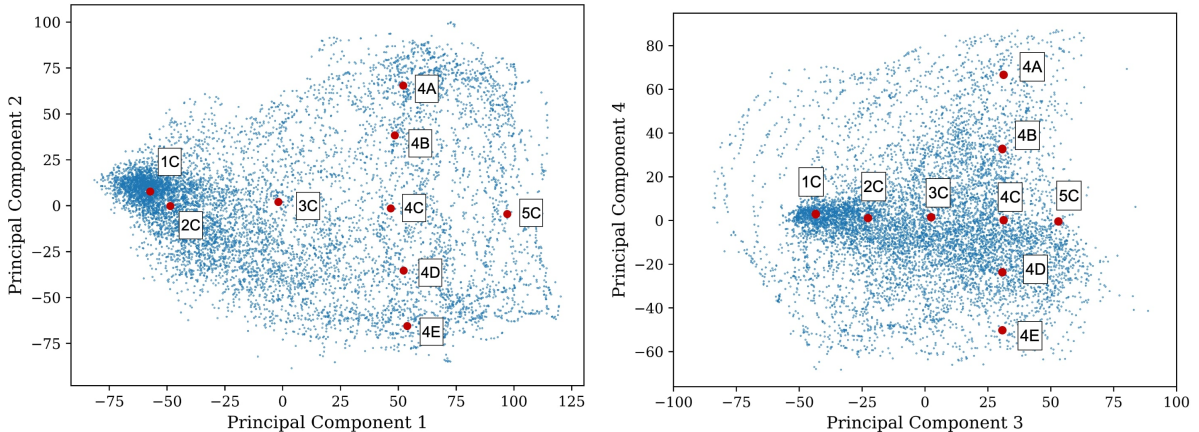 100
75
50
25
0
−25
−50
−75
Principal Component 2
−75
−50
−25
0
25
50
75
100
125
Principal Component 1
1C
2C
3C
4A
4B
4C
4D
4E
5C
80
60
40
20
0
−20
−40
−60
Principal Component 4
−100
−75
−50
−25
0
25
50
75
100
Principal Component 3
1C
2C
3C
4A
4B
4C
4D
4E
5C